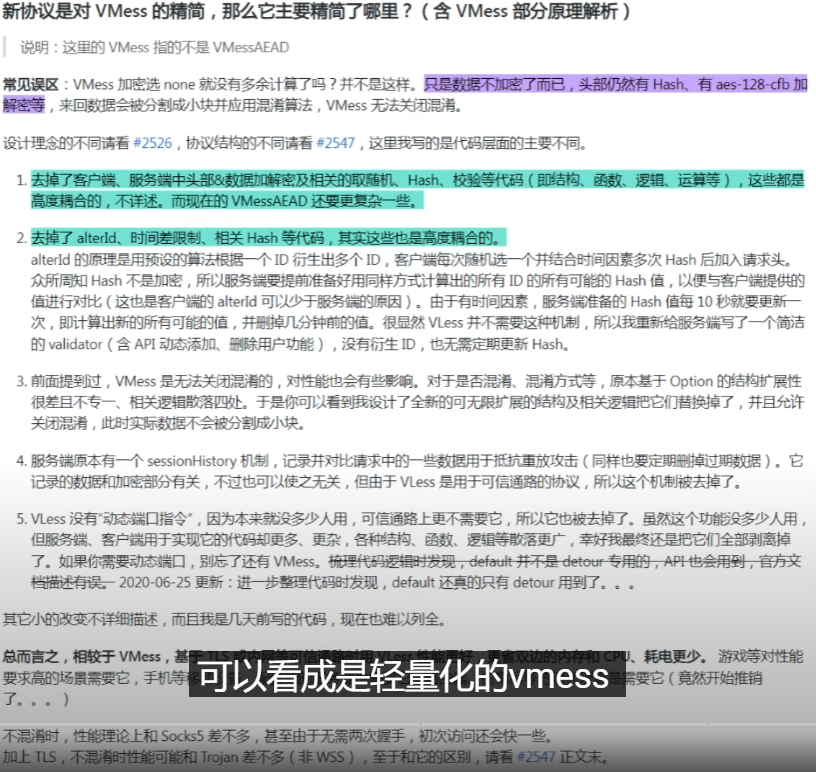 新协议是对 VMess 的精简，那么它主要精简了哪里？（含 VMess 部分原理解析）
说明：这里的 VMess 指的不是 VMessAEAD
常见误区：VMess 加密选 none 就没有多余计算了吗？并不是这样。只是数据不加密了而已，头部仍然有 Hash、有 aes-128-cfb 加
解密等，来回数据会被分割成小块并应用混淆算法，VMess 无法关闭混淆。
设计理念的不同请看 #2526，协议结构的不同请看 #2547，这里我写的是代码层面的主要不同。
1. 去掉了客户端、服务端中头部&数据加解密及相关的取随机、Hash、校验等代码（即结构、函数、逻辑、运算等），这些都是
高度耦合的，不详述。而现在的 VMessAEAD 还要更复杂一些。
2. 去掉了 alterId、时间差限制、相关 Hash 等代码，其实这些也是高度耦合的。
alterId 的原理是用预设的算法根据一个 ID 衍生出多个 ID，客户端每次随机选一个并结合时间因素多次 Hash 后加入请求头。
众所周知 Hash 不是加密，所以服务端要提前准备好用同样方式计算出的所有 ID 的所有可能的 Hash 值，以便与客户端提供的
值进行对比（这也是客户端的 alterId 可以少于服务端的原因）。由于有时间因素，服务端准备的 Hash 值每 10 秒就要更新一
次，即计算出新的所有可能的值，并删掉几分钟前的值。很显然 VLess 并不需要这种机制，所以我重新给服务端写了一个简洁
的 validator（含 API 动态添加、删除用户功能），没有衍生 ID，也无需定期更新 Hash。
3. 前面提到过，VMess 是无法关闭混淆的，对性能也会有些影响。对于是否混淆、混淆方式等，原本基于 Option 的结构扩展性
很差且不专一、相关逻辑散落四处。于是你可以看到我设计了全新的可无限扩展的结构及相关逻辑把它们替换掉了，并且允许
关闭混淆，此时实际数据不会被分割成小块。
4. 服务端原本有一个 sessionHistory 机制，记录并对比请求中的一些数据用于抵抗重放攻击（同样也要定期删掉过期数据）。它
记录的数据和加密部分有关，不过也可以使之无关，但由于 VLess 是用于可信通路的协议，所以这个机制被去掉了。
5. VLess 没有“动态端口指令”，因为本来就没多少人用，可信通路上更不需要它，所以它也被去掉了。虽然这个功能没多少人用，
但服务端、客户端用于实现它的代码却更多、更杂，各种结构、函数、逻辑等散落更广，幸好我最终还是把它们全部剥离掉
了。如果你需要动态端口，别忘了还有 VMess。梳理代码逻辑时发现，default 并不是 detour 专用的，API 也会用到，官方文
档描述有误。 2020-06-25 更新：进一步整理代码时发现，default 还真的只有 detour 用到了。。。
其它小的改变不详细描述，而且我是几天前写的代码，现在也难以列全。
总而言之，相较于 VMess，基于 TLS 或内网等可信通路时用 VLess 性能更好、更省双边的内存和 CPU、耗电更少。 游戏等对性能
要求高的场景需要它，手机等移 需要它（竟然开始推销
了。。。）
可以看成是轻量化的vmess
不混淆时，性能理论上和 Socks5 差不多，甚至由于无需两次握手，初次访问还会快一些。
加上 TLS，不混淆时性能可能和 Trojan 差不多（非 WSS），至于和它的区别，请看 #2547 正文末。